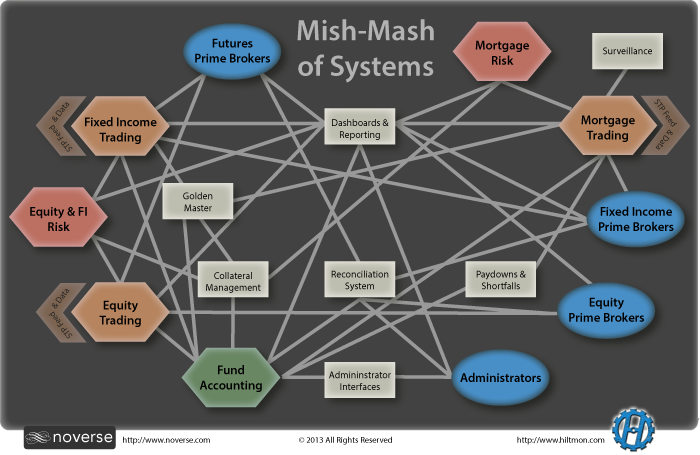 Mish-Mash
of Systems
Futures
Prime Brokers
Mortgage
Risk
Surveillance
STP Feed
& Data
Fixed Income
Trading
Dashboards &
Reporting
Mortgage
Trading
STP Feed & Data
Golden
Master
Equity & FI
Risk
Fixed Income
Prime Brokers
Collateral
Management
Reconciliation
System
Paydowns &
Shortfalls
STP Feed
& Data
Equity
Trading
Equity
Prime Brokers
Fund
Accounting
Admininstrator
Interfaces
Administrators
noverse
http://www.noverse.com
© 2013 All Rights Reserved
http://www.hiltmon.com
H